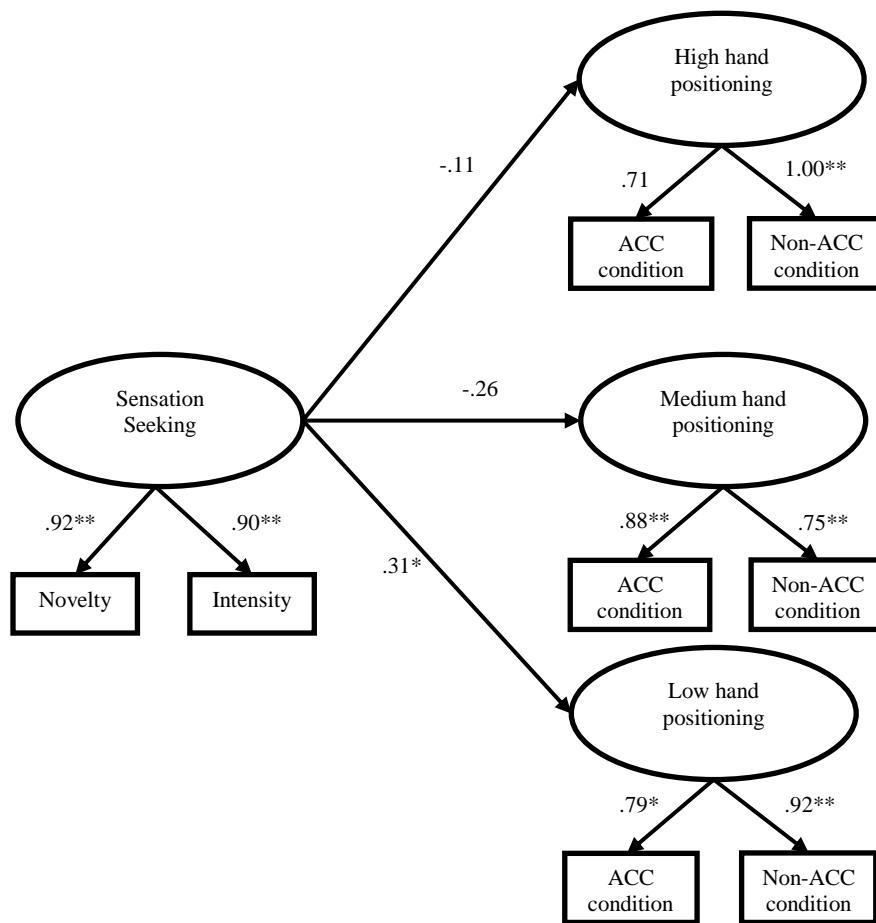 High hand
positioning
-.11
.71
1.00**
ACC
condition
Non-ACC
condition
Sensation
Seeking
-.26
Medium hand
positioning
.92**
.90**
.88**
.75**
.31*
Novelty
Intensity
ACC
condition
Non-ACC
condition
Low hand
positioning
.79*
.92**
ACC
condition
Non-ACC
condition